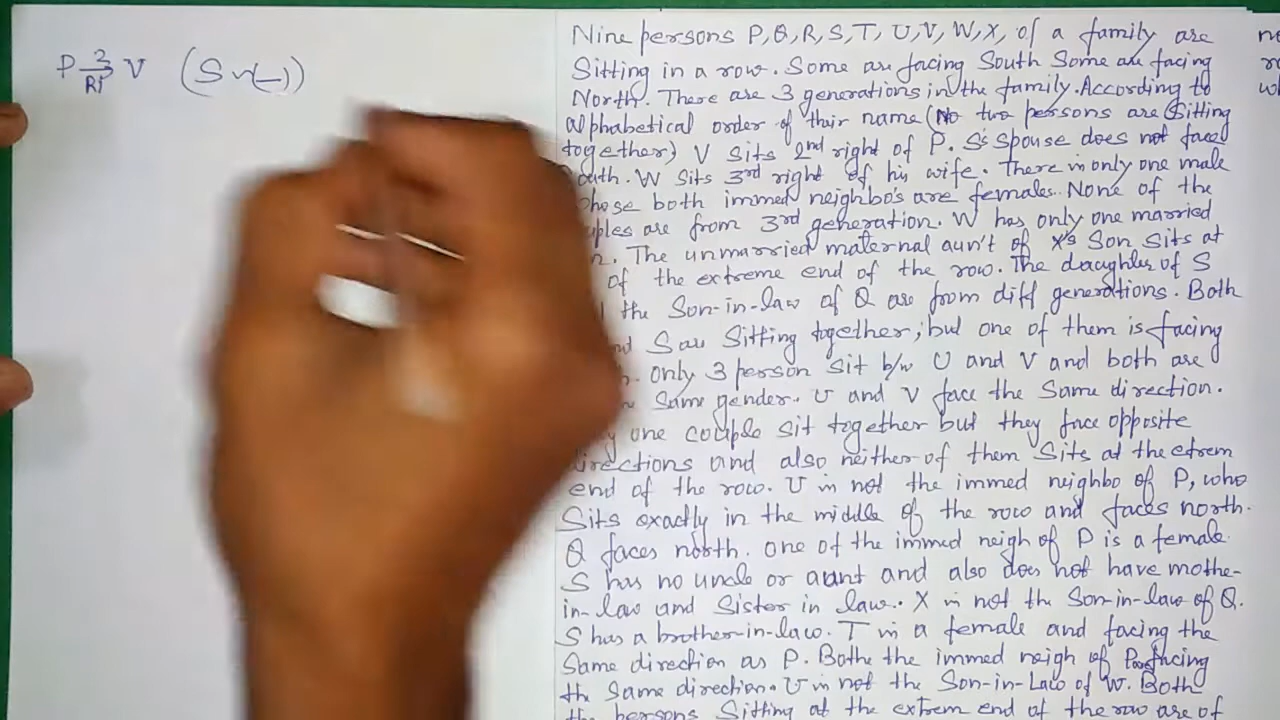 P 2 Rt V (S ~ (-))
Nine persons P, Q, R, S, T, U, V, W, X, of a family are
Sitting in a row. Some are facing South Some are facing
North. There are 3 generations in the family. According to
alphabetical order of their name (No two persons are Sitting
together) V sits 2nd right of P. S's spouse does not faces
W Sits 3rd right of his wife. There is only one male
both immed neighbo's are females. None of the
are from 3rd generation. W has only one married
The unmarried maternal aun't of X's Son sits at
of the extreme end of the row. The daughter of S
the Son-in-law of Q are from diff generations. Both
S are Sitting together, but one of them is facing
only 3 person sit b/w U and V and both are
Same gender. U and V face the Same direction.
one couple sit together but they face opposite
directions and also neither of them Sits at the etrem
end of the row. U is not the immed neighbo of P, who
Sits exactly in the middle of the row and faces north.
Q faces north. one of the immed neigh of P is a female.
S has no uncle or aunt and also does not have mothe-
in-law and Sister in law. X is not the Son-in-law of Q.
S has a brother-in-law. T is a female and facing the
Same direction as P. Bothe the immed neigh of P are facing
the Same direction. U is not the Son-in-Law of W. Both
the persons Sitting at the extrem end of the row are of